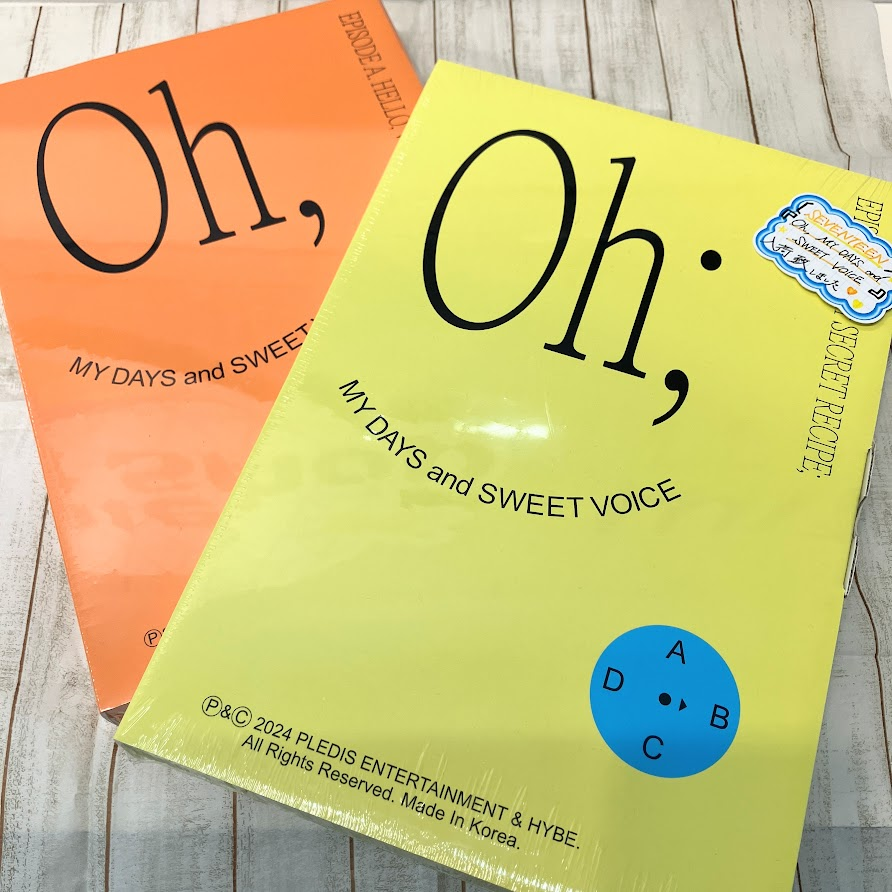 EPISODE A. HELLO,
Oh,
MY DAYS and SWEET
Ⓟ
Oh;
MY DAYS and SWEET VOICE
SECRET RECIPE;
『SEVENTEEN
Oh, MY DAYS and
SWEET VOICE』
入荷致しました
A
B
C
D
Ⓟ&Ⓒ 2024 PLEDIS ENTERTAINMENT & HYBE.
All Rights Reserved. Made In Korea.